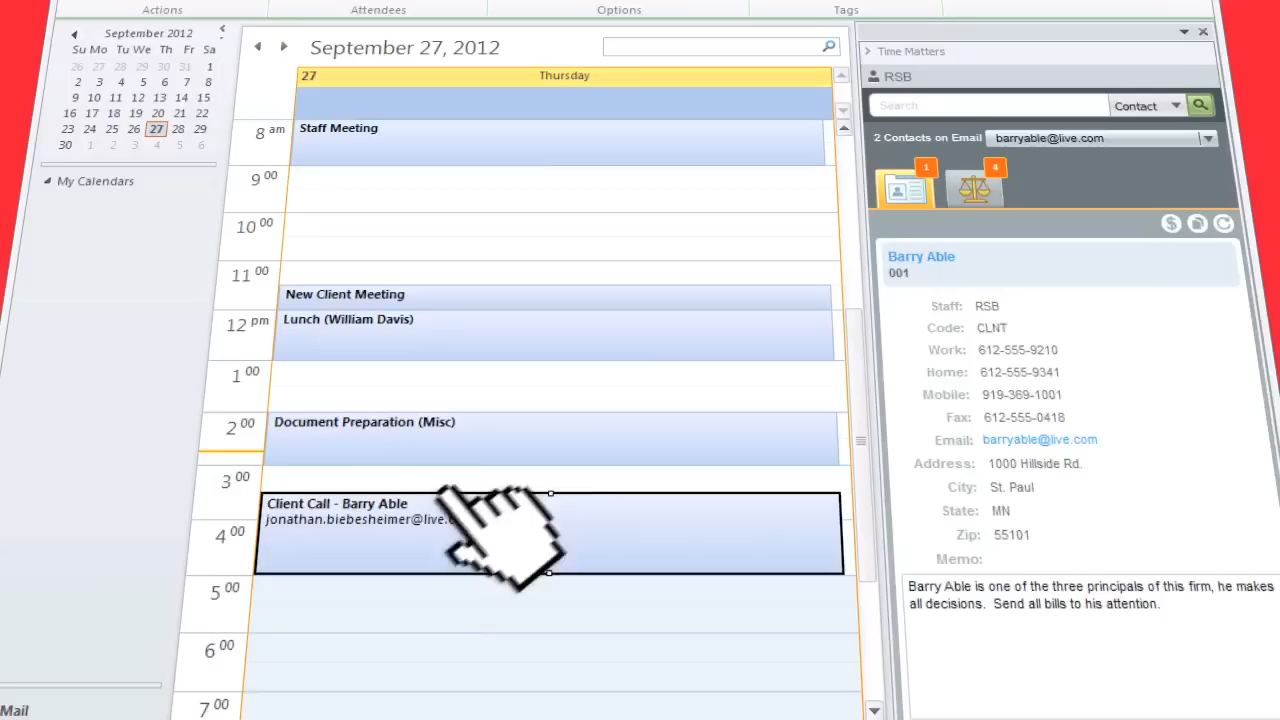 Actions Attendees Options Tags
September 2012
Su Mo Tu We Th Fr Sa
26 27 28 29 30 31 1
2 3 4 5 6 7 8
9 10 11 12 13 14 15
16 17 18 19 20 21 22
23 24 25 26 27 28 29
30 1 2 3 4 5 6
My Calendars
Mail
September 27, 2012
27 Thursday
8 am Staff Meeting
9 00
10 00
11 00
New Client Meeting
12 pm Lunch (William Davis)
1 00
2 00 Document Preparation (Misc)
3 00
Client Call - Barry Able
jonathan.biebesheimer@live.c
4 00
5 00
6 00
7 00
Time Matters
RSB
Search Contact
2 Contacts on Email barryable@live.com
1 4
$
Barry Able
001
Staff: RSB
Code: CLNT
Work: 612-555-9210
Home: 612-555-9341
Mobile: 919-369-1001
Fax: 612-555-0418
Email: barryable@live.com
Address: 1000 Hillside Rd.
City: St. Paul
State: MN
Zip: 55101
Memo:
Barry Able is one of the three principals of this firm, he makes
all decisions. Send all bills to his attention.